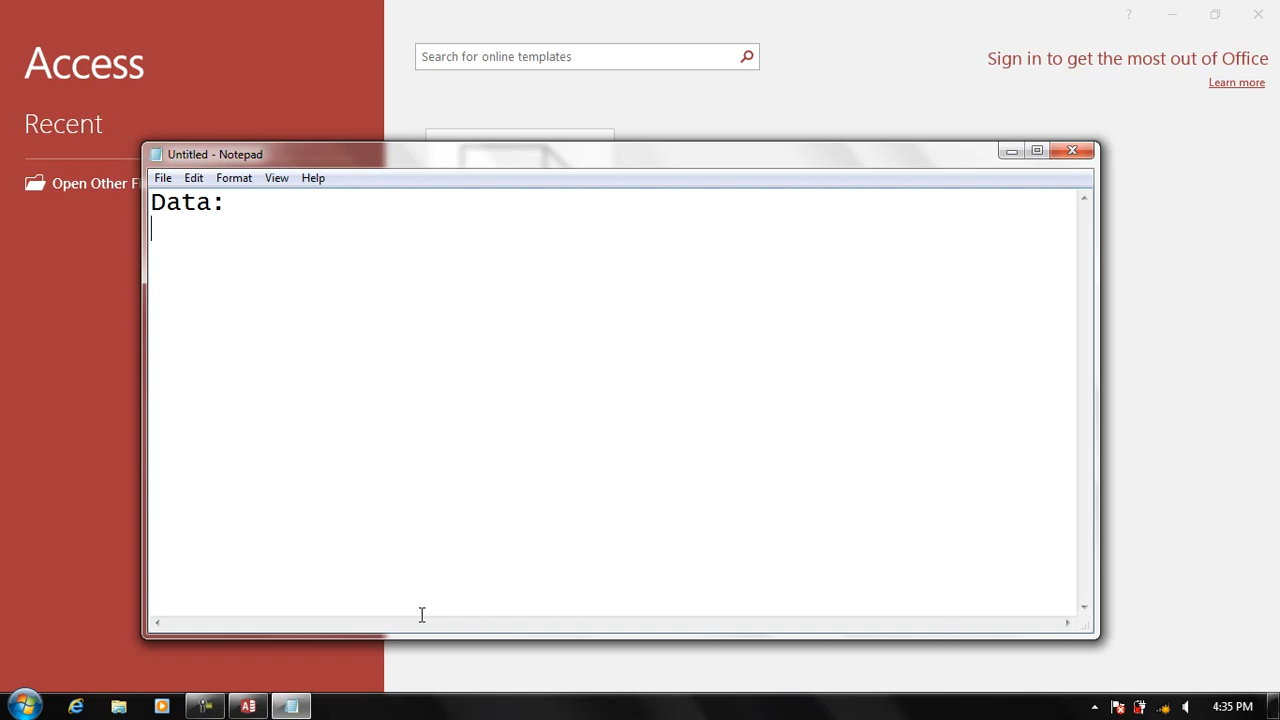 ?
Access
Search for online templates
Sign in to get the most out of Office
Learn more
Recent
Open Other F
Untitled - Notepad
File Edit Format View Help
Data:
4:35 PM